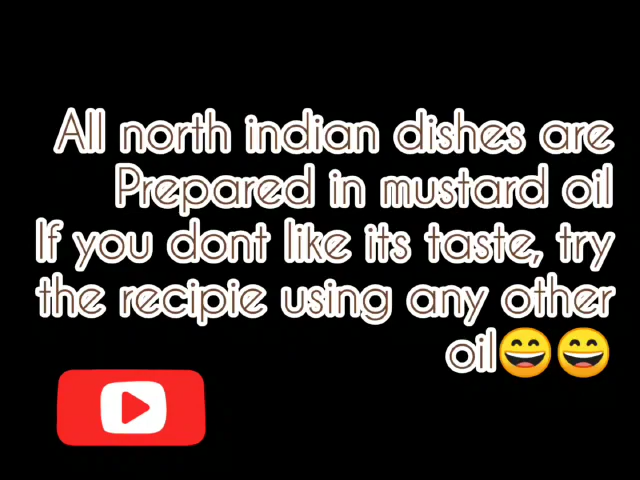 All north indian dishes are
Prepared in mustard oil
If you dont like its taste, try
the recipie using any other
oil😄😄